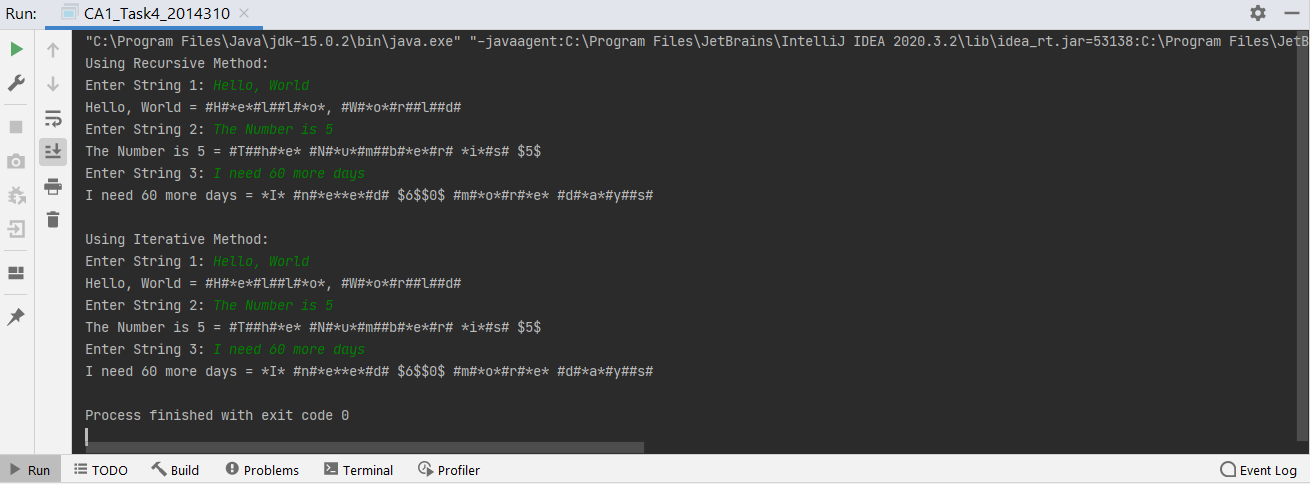 Run: CA1_Task4_2014310
"C:\Program Files\Java\jdk-15.0.2\bin\java.exe" "-javaagent:C:\Program Files\JetBrains\IntelliJ IDEA 2020.3.2\lib\idea_rt.jar=53138:C:\Program Files\JetB
Using Recursive Method:
Enter String 1: Hello, World
Hello, World = #H#*e*#l##l#*o*, #W#*o*#r##l##d#
Enter String 2: The Number is 5
The Number is 5 = #T##h#*e* #N#*u*#m##b#*e*#r# *i*#s# $5$
Enter String 3: I need 60 more days
I need 60 more days = *I* #n#*e**e*#d# $6$$0$ #m#*o*#r#*e* #d#*a*#y##s#
Using Iterative Method:
Enter String 1: Hello, World
Hello, World = #H#*e*#l##l#*o*, #W#*o*#r##l##d#
Enter String 2: The Number is 5
The Number is 5 = #T##h#*e* #N#*u*#m##b#*e*#r# *i*#s# $5$
Enter String 3: I need 60 more days
I need 60 more days = *I* #n#*e**e*#d# $6$$0$ #m#*o*#r#*e* #d#*a*#y##s#
Process finished with exit code 0
Run TODO Build Problems Terminal Profiler Event Log